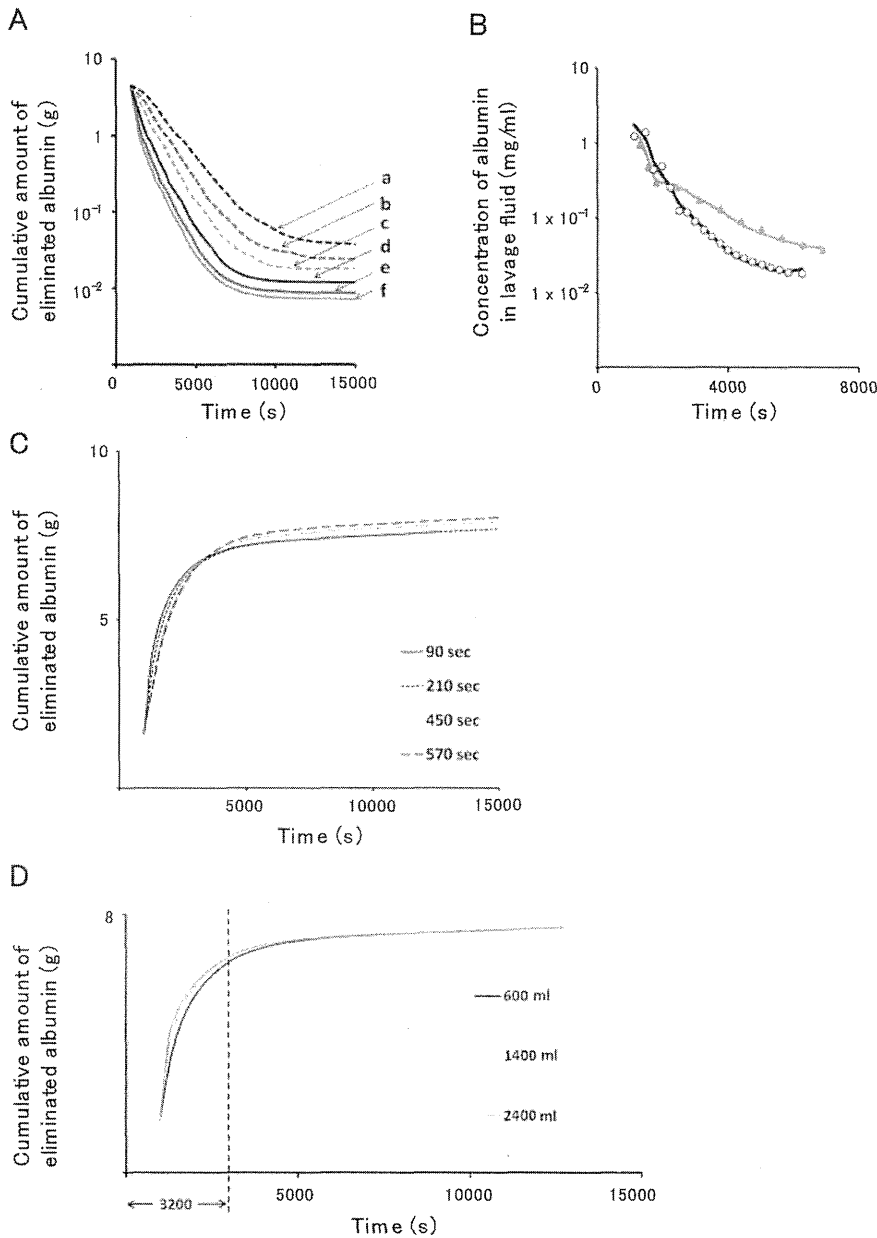 A
Cumulative amount of
eliminated albumin (g)
10
1
10⁻¹
10⁻²
0
5000
10000
15000
Time (s)
a
b
c
d
e
f
B
Concentration of albumin
in lavage fluid (mg/ml)
10
1
1 x 10⁻¹
1 x 10⁻²
0
4000
8000
Time (s)
C
Cumulative amount of
eliminated albumin (g)
10
5
5000
10000
15000
Time (s)
90 sec
210 sec
450 sec
570 sec
D
Cumulative amount of
eliminated albumin (g)
8
3200
5000
10000
15000
Time (s)
600 ml
1400 ml
2400 ml